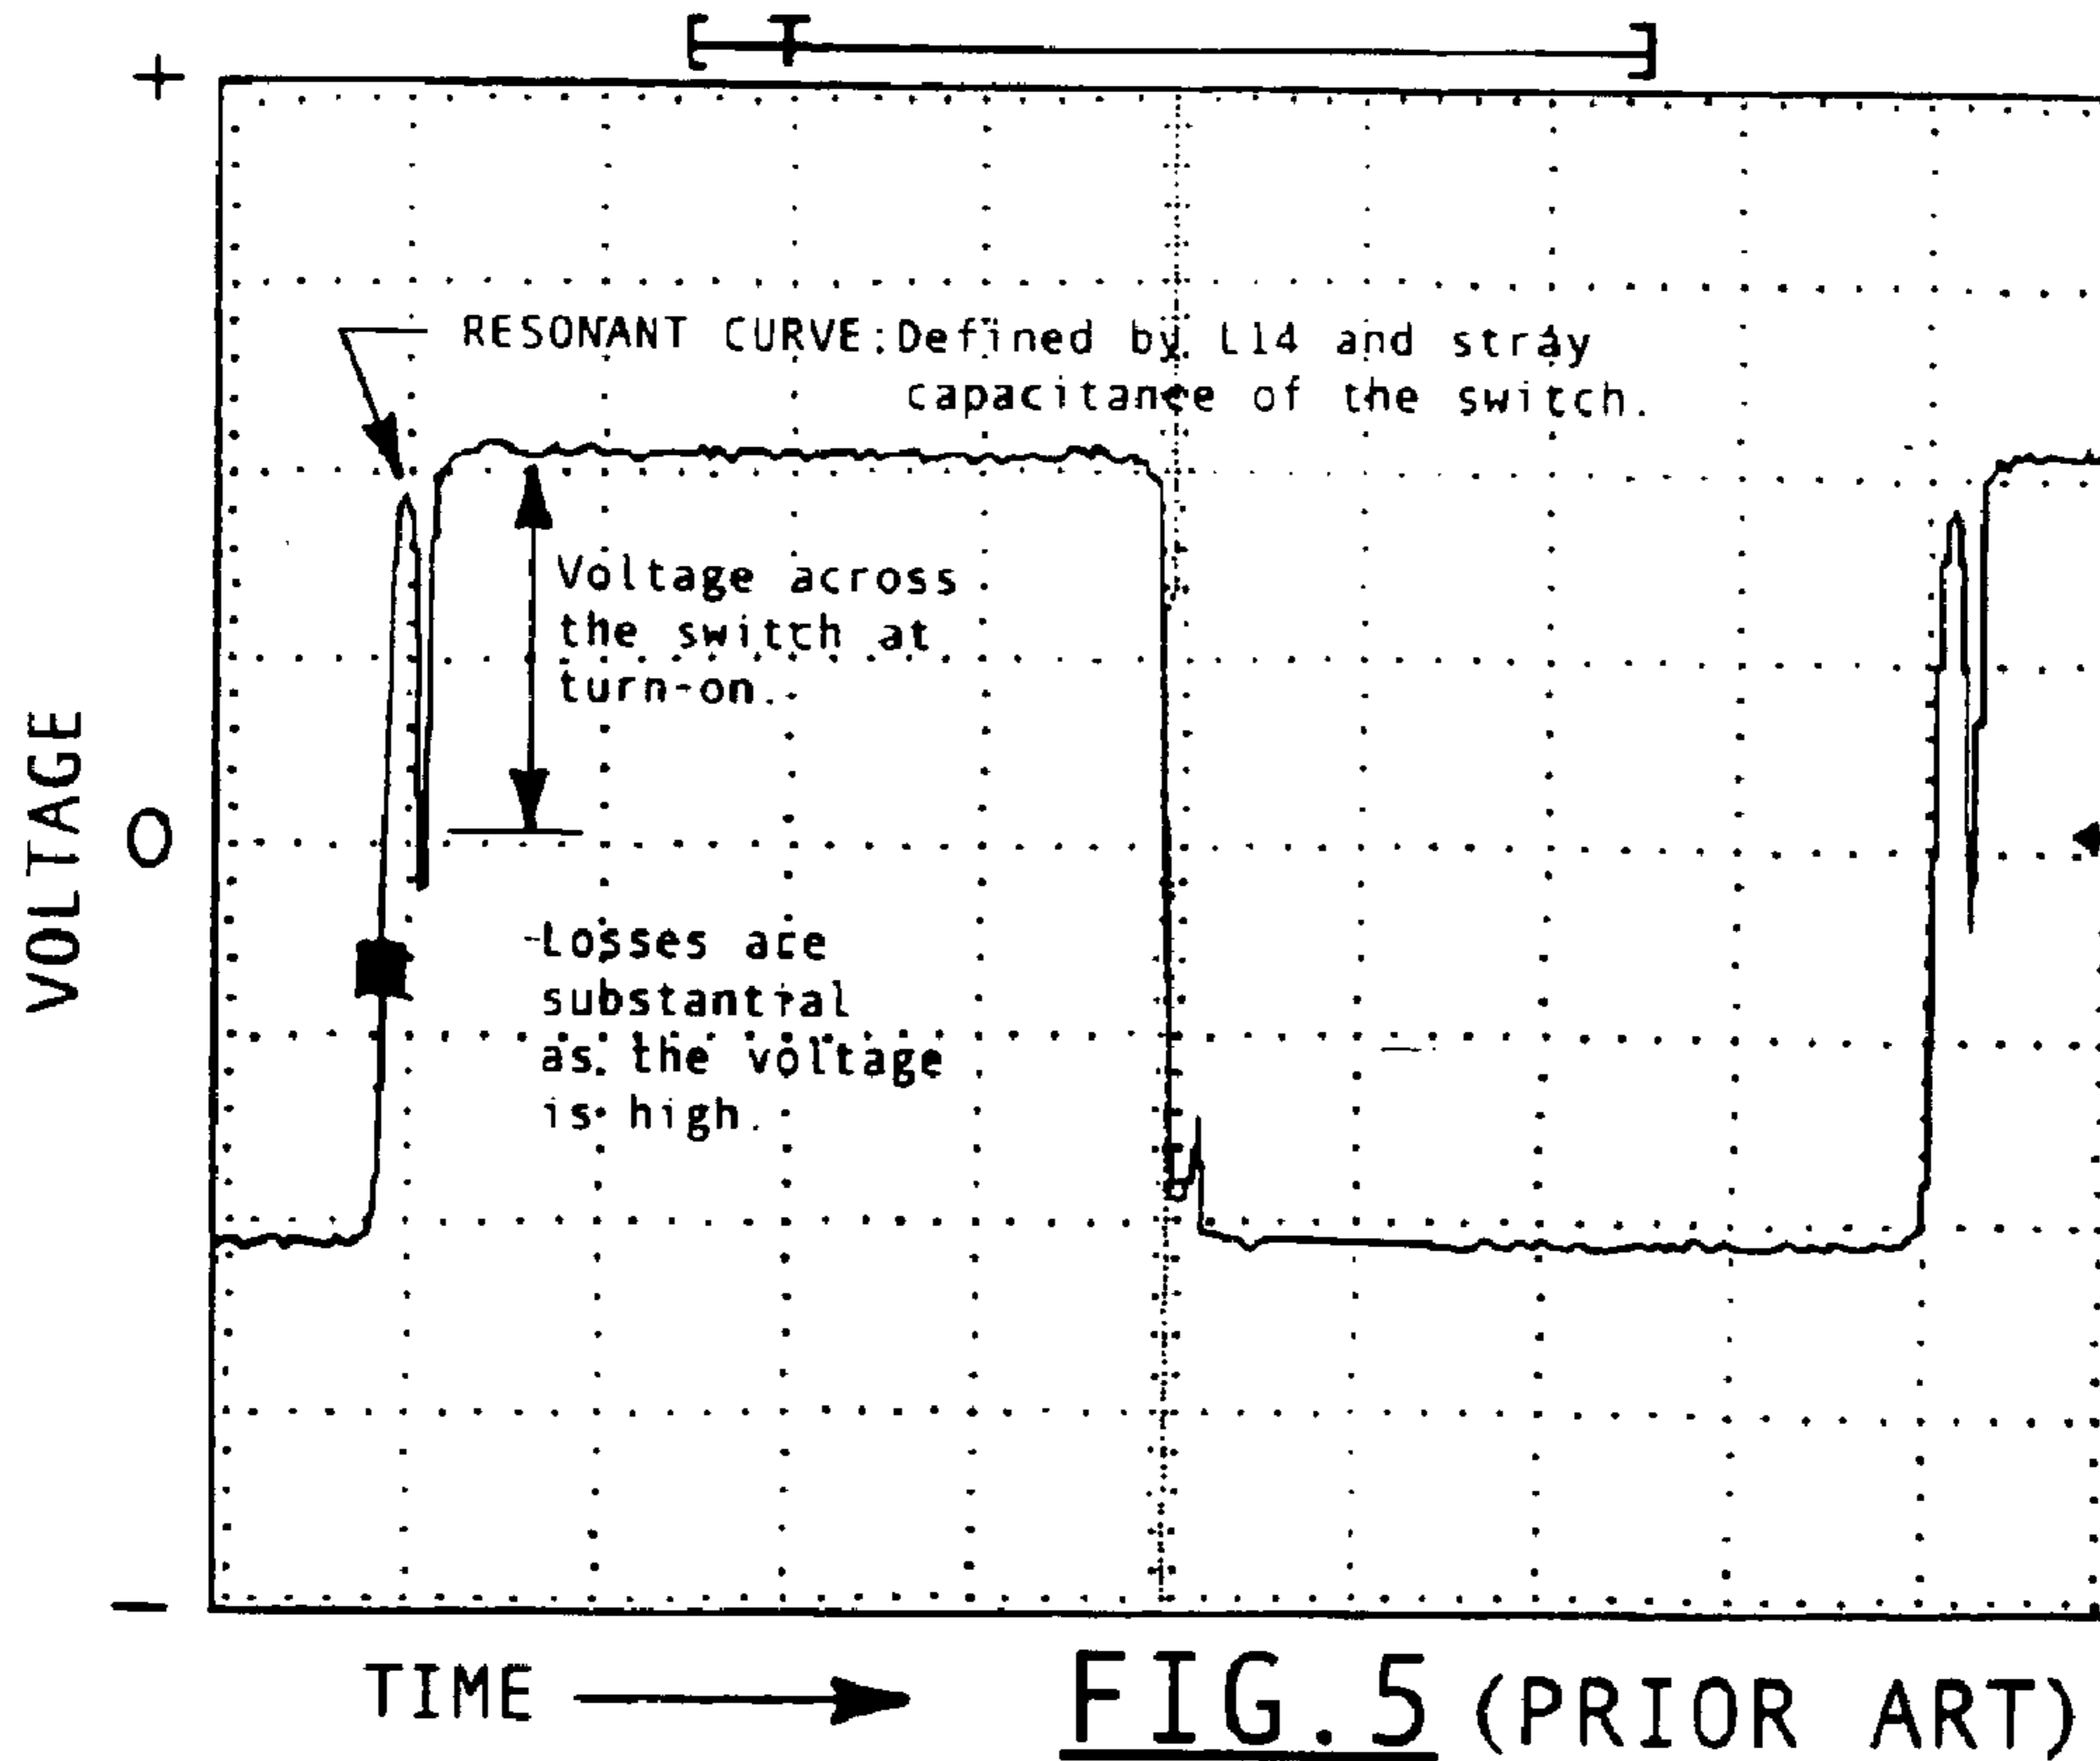 +
RESONANT CURVE:Defined by L14 and stray
capacitance of the switch.
Voltage across
the switch at
turn-on.
VOLTAGE
O
-Losses are
substantial
as the voltage
is high.
−
TIME
FIG.5 (PRIOR ART)